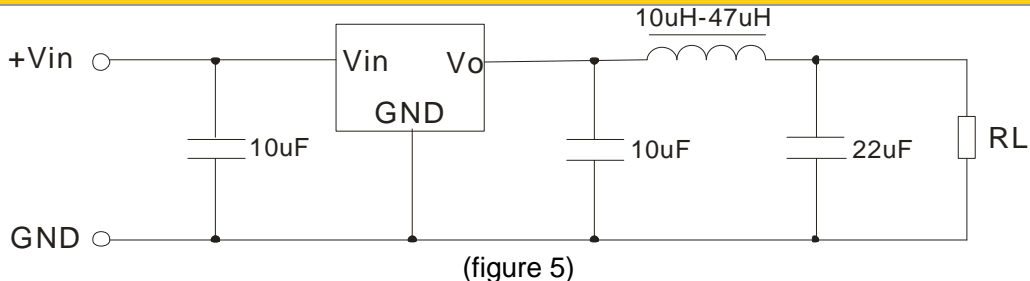 10uH-47uH
+Vin
Vin
Vo
GND
10uF
10uF
22uF
RL
GND
(figure 5)